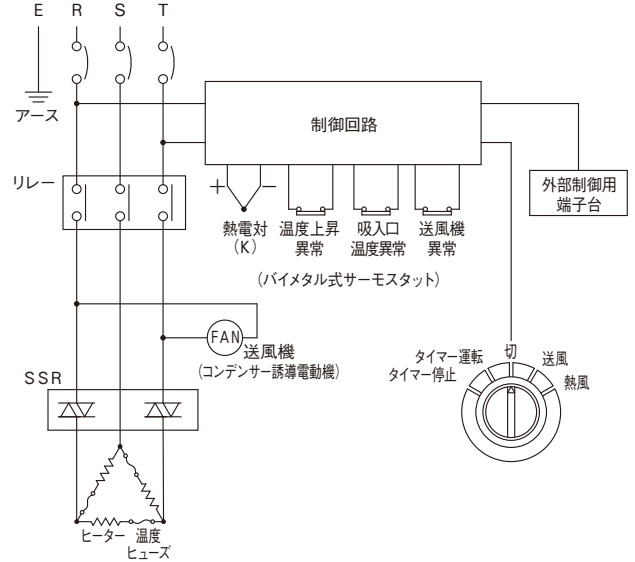 E R S T
アース
制御回路
リレー
外部制御用
端子台
+ −
熱電対
(K)
温度上昇
異常
吸入口
温度異常
送風機
異常
(バイメタル式サーモスタット)
FAN
送風機
(コンデンサー誘導電動機)
SSR
切
タイマー運転
送風
タイマー停止
熱風
ヒーター
温度
ヒューズ